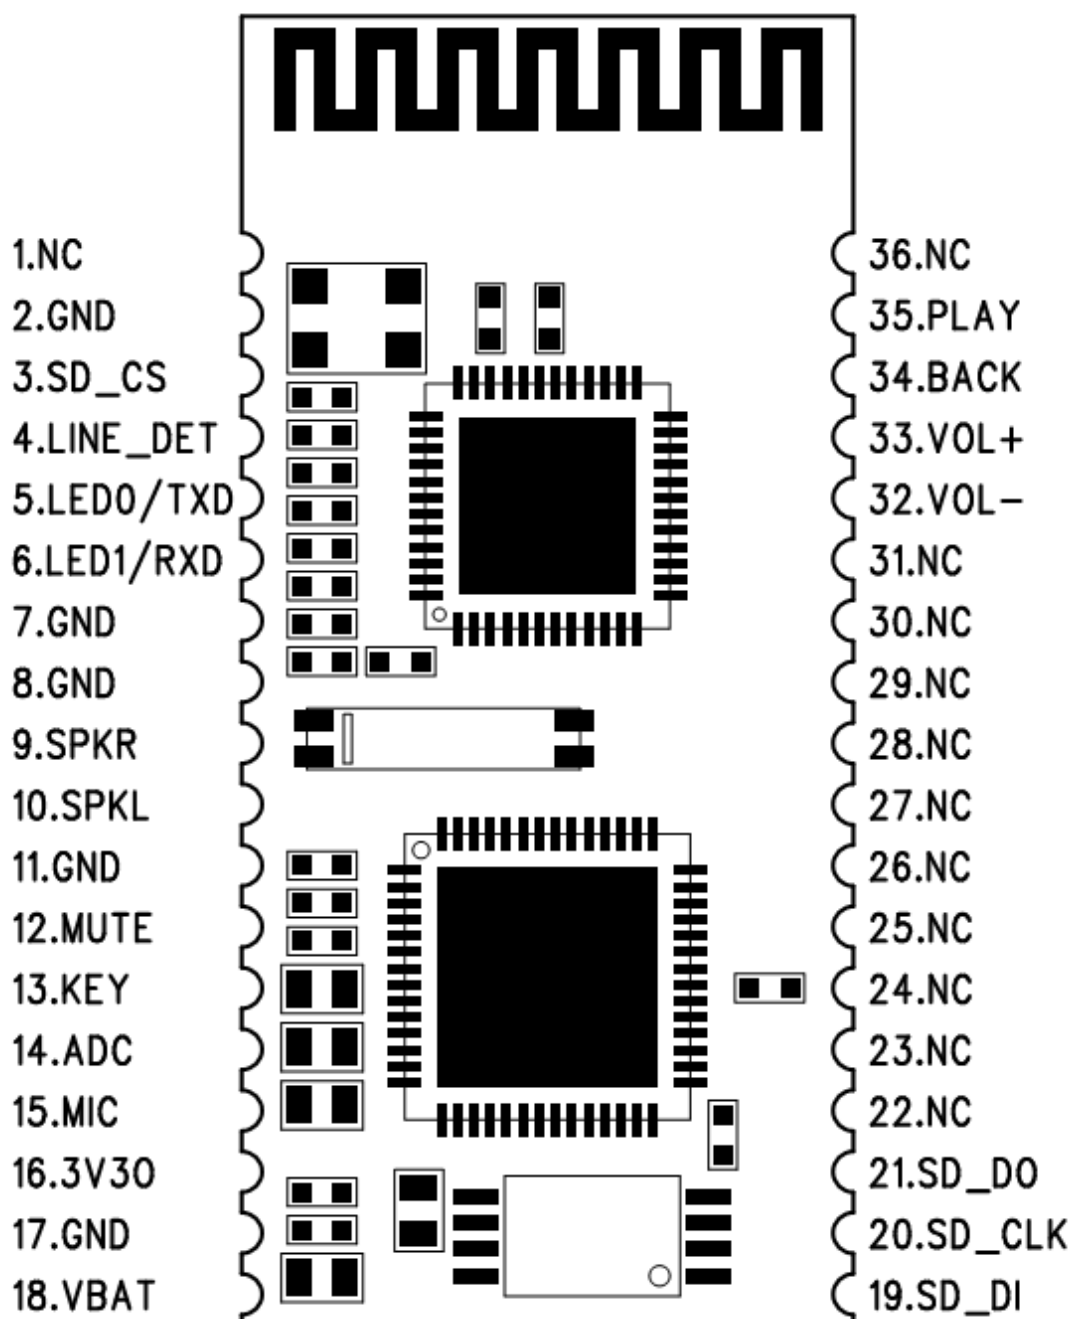 1.NC
2.GND
3.SD_CS
4.LINE_DET
5.LED0/TXD
6.LED1/RXD
7.GND
8.GND
9.SPKR
10.SPKL
11.GND
12.MUTE
13.KEY
14.ADC
15.MIC
16.3V3O
17.GND
18.VBAT
36.NC
35.PLAY
34.BACK
33.VOL+
32.VOL-
31.NC
30.NC
29.NC
28.NC
27.NC
26.NC
25.NC
24.NC
23.NC
22.NC
21.SD_DO
20.SD_CLK
19.SD_DI